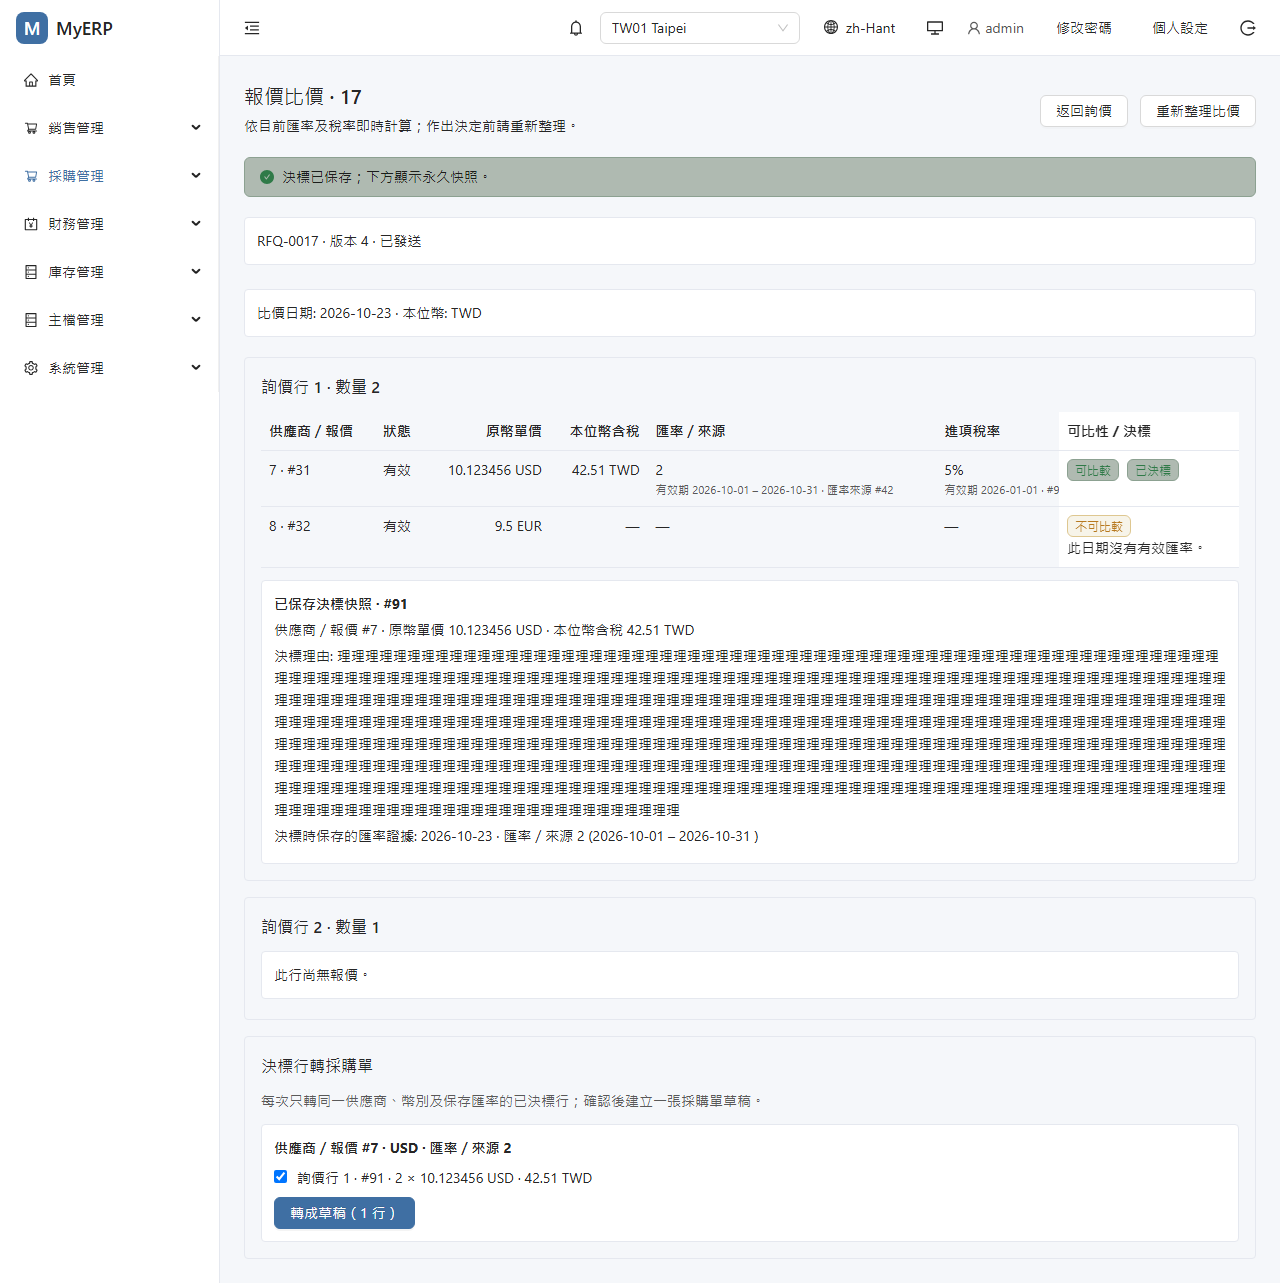 M MyERP
TW01 Taipei
zh-Hant
admin
修改密碼
個人設定
首頁
銷售管理
採購管理
財務管理
庫存管理
主檔管理
系統管理
報價比價 · 17
依目前匯率及稅率即時計算；作出決定前請重新整理。
返回詢價
重新整理比價
決標已保存；下方顯示永久快照。
RFQ-0017 · 版本 4 · 已發送
比價日期: 2026-10-23 · 本位幣: TWD
詢價行 1 · 數量 2
供應商 / 報價 狀態 原幣單價 本位幣含稅 匯率 / 來源 進項稅率 可比性 / 決標
7 · #31 有效 10.123456 USD 42.51 TWD 2 5% 可比較 已決標
有效期 2026-10-01 – 2026-10-31 · 匯率來源 #42 有效期 2026-01-01 · #9
8 · #32 有效 9.5 EUR — — — 不可比較
此日期沒有有效匯率。
已保存決標快照 · #91
供應商 / 報價 #7 · 原幣單價 10.123456 USD · 本位幣含稅 42.51 TWD
決標理由: 理理理理理理理理理理理理理理理理理理理理理理理理理理理理理理理理理理理理理理理理理理理理理理理理理理理理理理理理理理理理理理理
理理理理理理理理理理理理理理理理理理理理理理理理理理理理理理理理理理理理理理理理理理理理理理理理理理理理理理理理理理理理理理理理理理理理
理理理理理理理理理理理理理理理理理理理理理理理理理理理理理理理理理理理理理理理理理理理理理理理理理理理理理理理理理理理理理理理理理理理理
理理理理理理理理理理理理理理理理理理理理理理理理理理理理理理理理理理理理理理理理理理理理理理理理理理理理理理理理理理理理理理理理理理理理
理理理理理理理理理理理理理理理理理理理理理理理理理理理理理理理理理理理理理理理理理理理理理理理理理理理理理理理理理理理理理理理理理理理理
理理理理理理理理理理理理理理理理理理理理理理理理理理理理理理理理理理理理理理理理理理理理理理理理理理理理理理理理理理理理理理理理理理理理
理理理理理理理理理理理理理理理理理理理理理理理理理理理理理理理理理理理理理理理理理理理理理理理理理理理理理理理理理理理理理理理理理理理理
理理理理理理理理理理理理理理理理理理理理理理理理理理理理理
決標時保存的匯率證據: 2026-10-23 · 匯率 / 來源 2 (2026-10-01 – 2026-10-31 )
詢價行 2 · 數量 1
此行尚無報價。
決標行轉採購單
每次只轉同一供應商、幣別及保存匯率的已決標行；確認後建立一張採購單草稿。
供應商 / 報價 #7 · USD · 匯率 / 來源 2
詢價行 1 · #91 · 2 × 10.123456 USD · 42.51 TWD
轉成草稿（1 行）